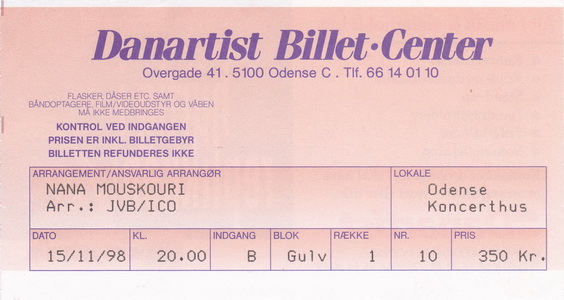 Danartist Billet·Center
Overgade 41 . 5100 Odense C . Tlf. 66 14 01 10
FLASKER, DÅSER ETC. SAMT
BÅNDOPTAGERE, FILM/VIDEOUDSTYR OG VÅBEN
MÅ IKKE MEDBRINGES
KONTROL VED INDGANGEN
PRISEN ER INKL. BILLETGEBYR
BILLETTEN REFUNDERES IKKE
ARRANGEMENT/ANSVARLIG ARRANGØR LOKALE
NANA MOUSKOURI Odense
Arr.: JVB/ICO Koncerthus
DATO KL. INDGANG BLOK RÆKKE NR. PRIS
15/11/98 20.00 B Gulv 1 10 350 Kr.